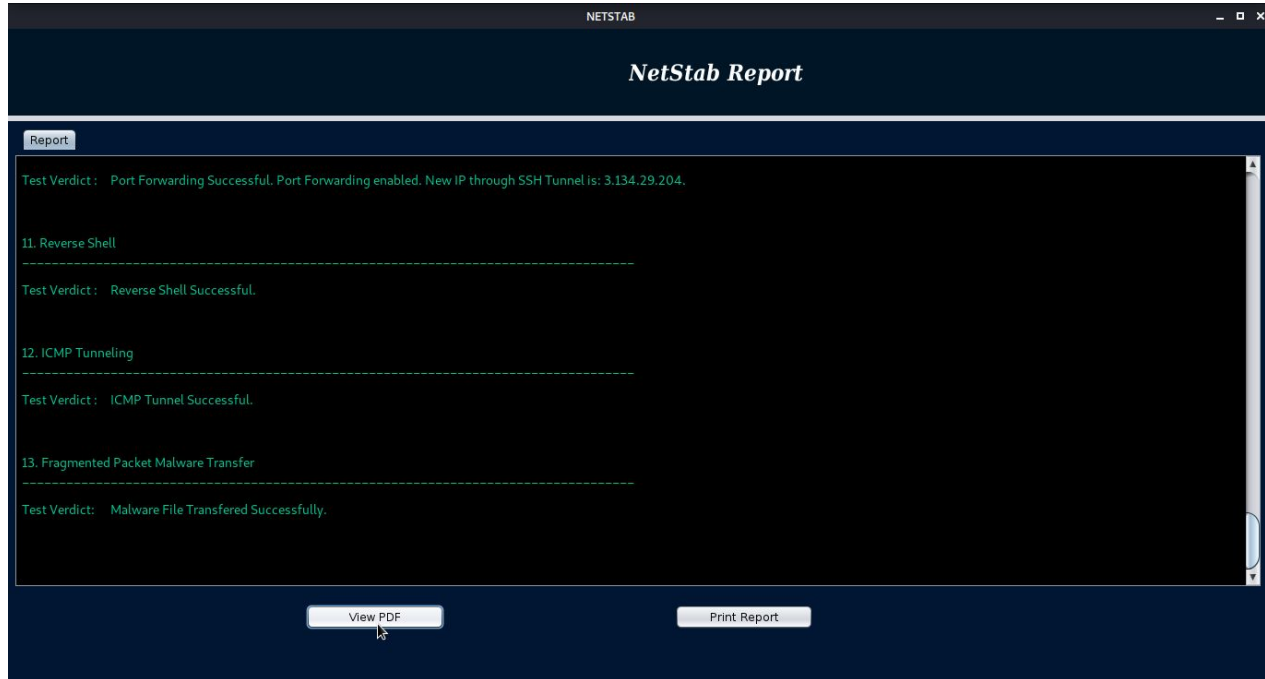 NETSTAB
NetStab Report
Report
Test Verdict : Port Forwarding Successful. Port Forwarding enabled. New IP through SSH Tunnel is: 3.134.29.204.
11. Reverse Shell
--------------------------------------------------------------------------------------
Test Verdict : Reverse Shell Successful.
12. ICMP Tunneling
--------------------------------------------------------------------------------------
Test Verdict : ICMP Tunnel Successful.
13. Fragmented Packet Malware Transfer
--------------------------------------------------------------------------------------
Test Verdict: Malware File Transfered Successfully.
View PDF
Print Report